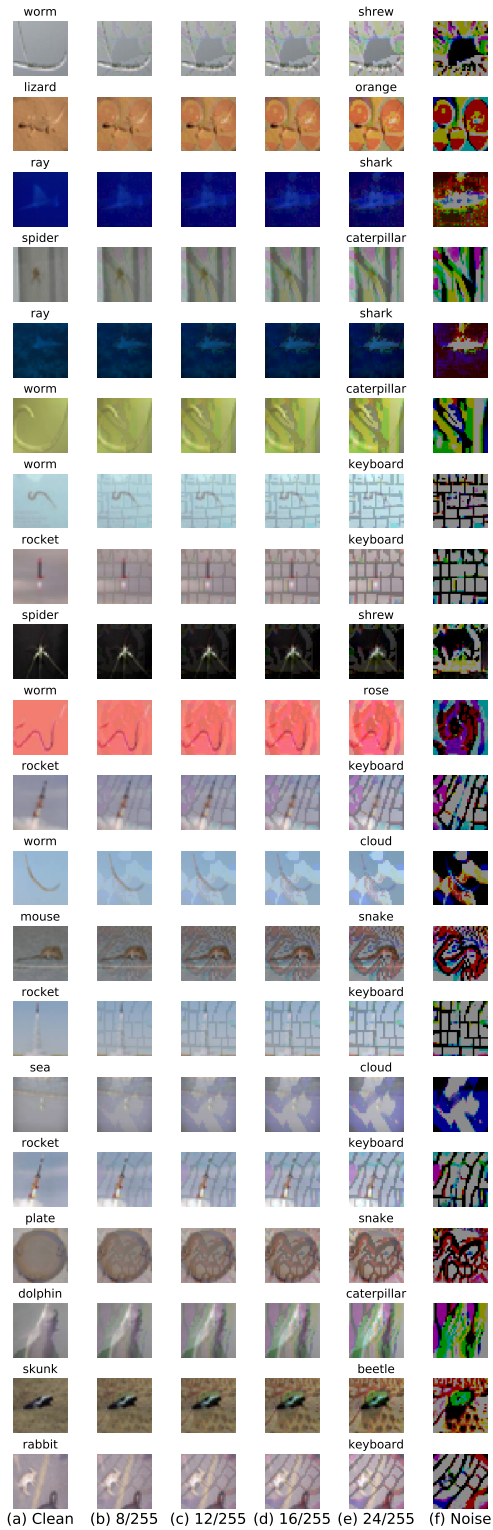 worm shrew
lizard orange
ray shark
spider caterpillar
ray shark
worm caterpillar
worm keyboard
rocket keyboard
spider shrew
worm rose
rocket keyboard
worm cloud
mouse snake
rocket keyboard
sea cloud
rocket keyboard
plate snake
dolphin caterpillar
skunk beetle
rabbit keyboard
(a) Clean (b) 8/255 (c) 12/255 (d) 16/255 (e) 24/255 (f) Noise